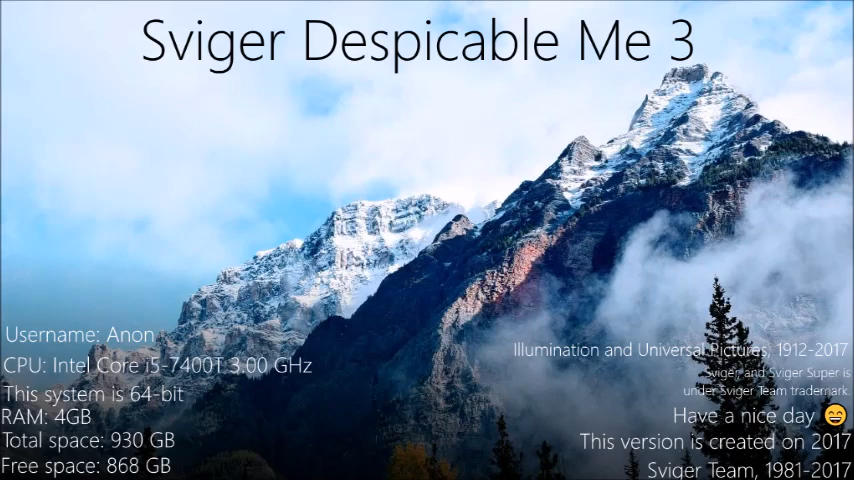 Sviger Despicable Me 3
Username: Anon
CPU: Intel Core i5-7400T 3.00 GHz
This system is 64-bit
RAM: 4GB
Total space: 930 GB
Free space: 868 GB
Illumination and Universal Pictures, 1912-2017
Sviger, and Sviger Super is
under Sviger Team trademark.
Have a nice day 😄
This version is created on 2017
Sviger Team, 1981-2017